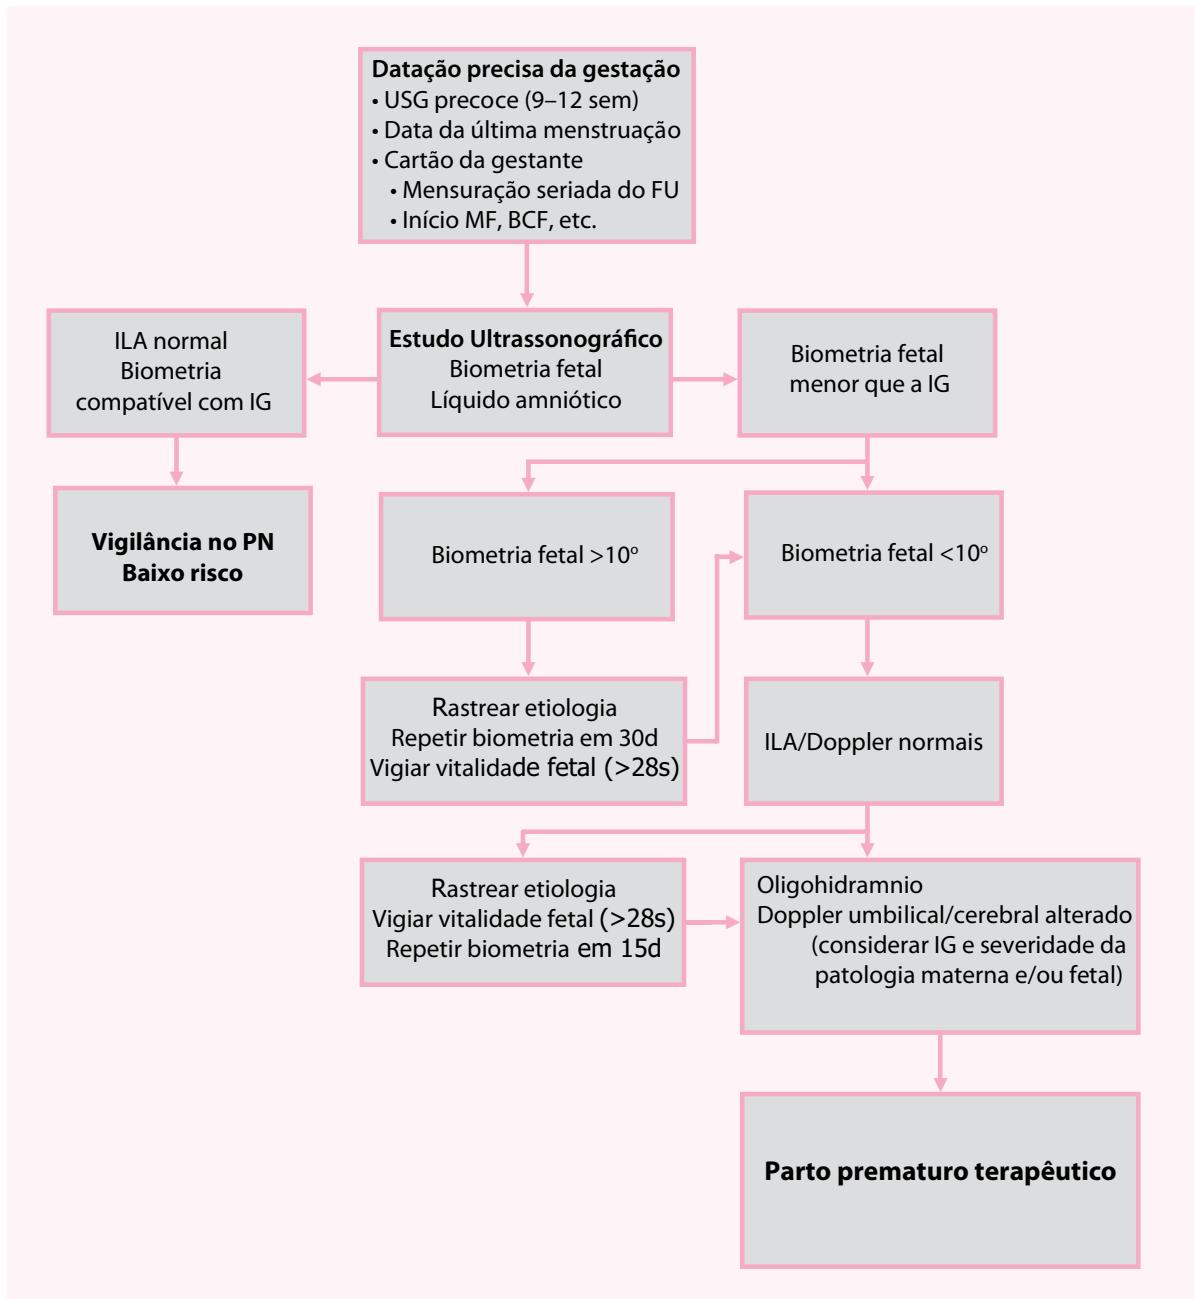 Datação precisa da gestação
• USG precoce (9–12 sem)
• Data da última menstruação
• Cartão da gestante
• Mensuração seriada do FU
• Início MF, BCF, etc.
ILA normal
Biometria
compatível com IG
Estudo Ultrassonográfico
Biometria fetal
Líquido amniótico
Biometria fetal
menor que a IG
Vigilância no PN
Baixo risco
Biometria fetal >10º
Biometria fetal <10º
Rastrear etiologia
Repetir biometria em 30d
Vigiar vitalidade fetal (>28s)
ILA/Doppler normais
Rastrear etiologia
Vigiar vitalidade fetal (>28s)
Repetir biometria em 15d
Oligohidramnio
Doppler umbilical/cerebral alterado
(considerar IG e severidade da
patologia materna e/ou fetal)
Parto prematuro terapêutico